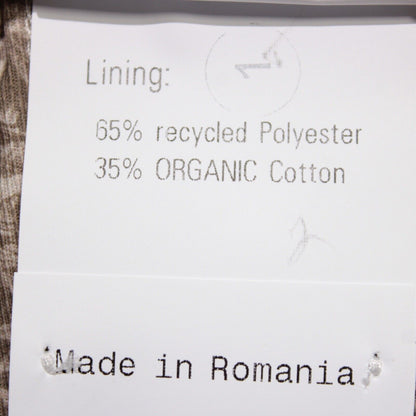 Lining:
65% recycled Polyester
35% ORGANIC Cotton
Made in Romania